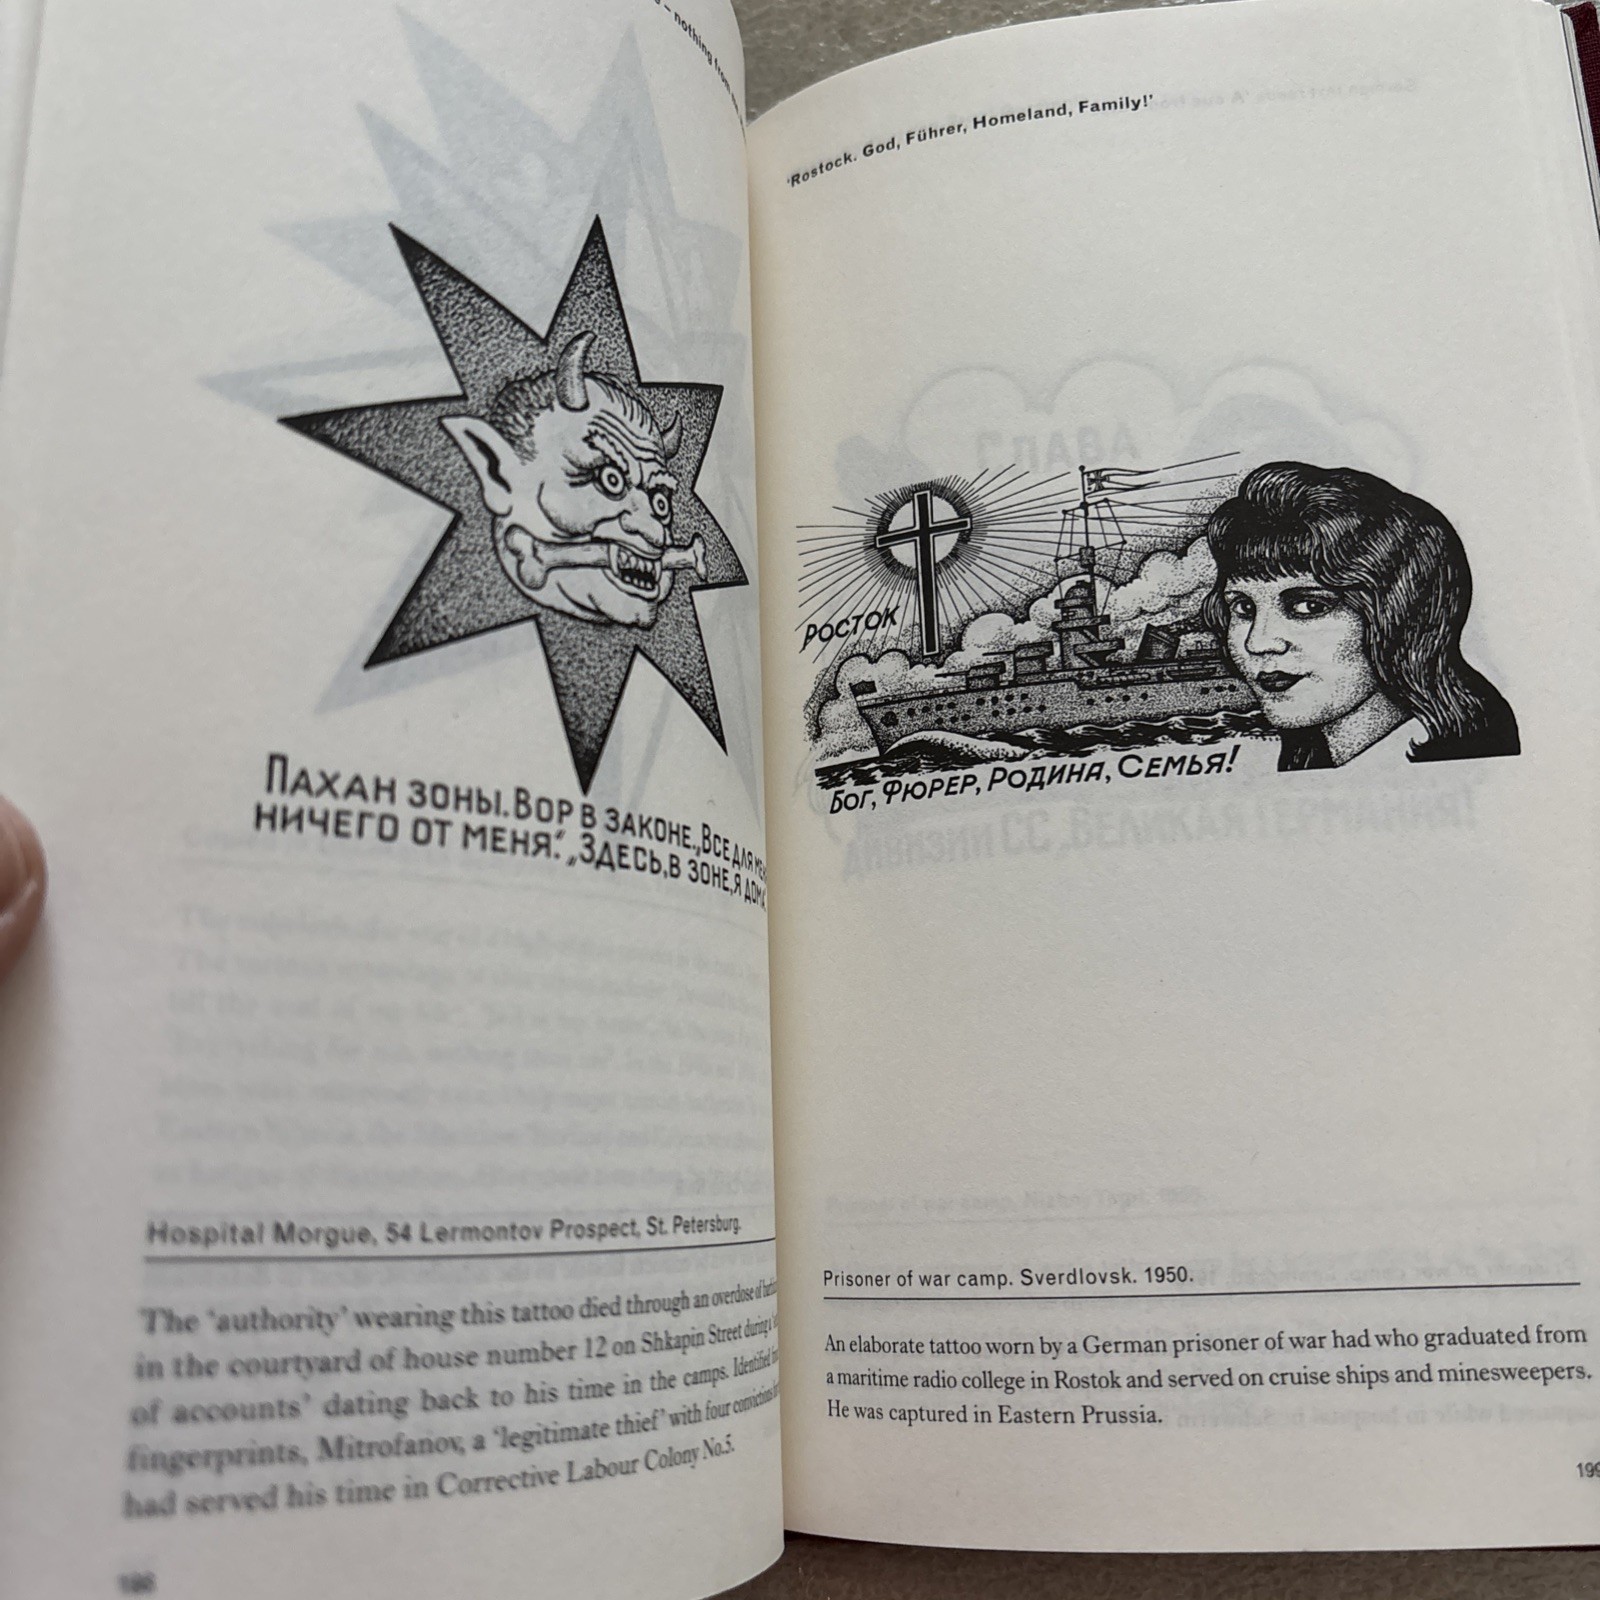 – nothing from
ПАХАН ЗОНЫ. ВОР В ЗАКОНЕ. „ВСЕ ДЛЯ
НИЧЕГО ОТ МЕНЯ“. „ЗДЕСЬ, В ЗОНЕ, Я ДОМА
Hospital Morgue, 54 Lermontov Prospect, St. Petersburg.
The ‘authority’ wearing this tattoo died through an overdose of
in the courtyard of house number 12 on Shkapin Street during a
of accounts’ dating back to his time in the camps. Identified
fingerprints, Mitrofanov, a ‘legitimate thief’ with four convictions
had served his time in Corrective Labour Colony No.5.
‘Rostock. God, Führer, Homeland, Family!’
РОСТОК
БОГ, ФЮРЕР, РОДИНА, СЕМЬЯ!
Prisoner of war camp. Sverdlovsk. 1950.
An elaborate tattoo worn by a German prisoner of war had who graduated from
a maritime radio college in Rostok and served on cruise ships and minesweepers.
He was captured in Eastern Prussia.
199